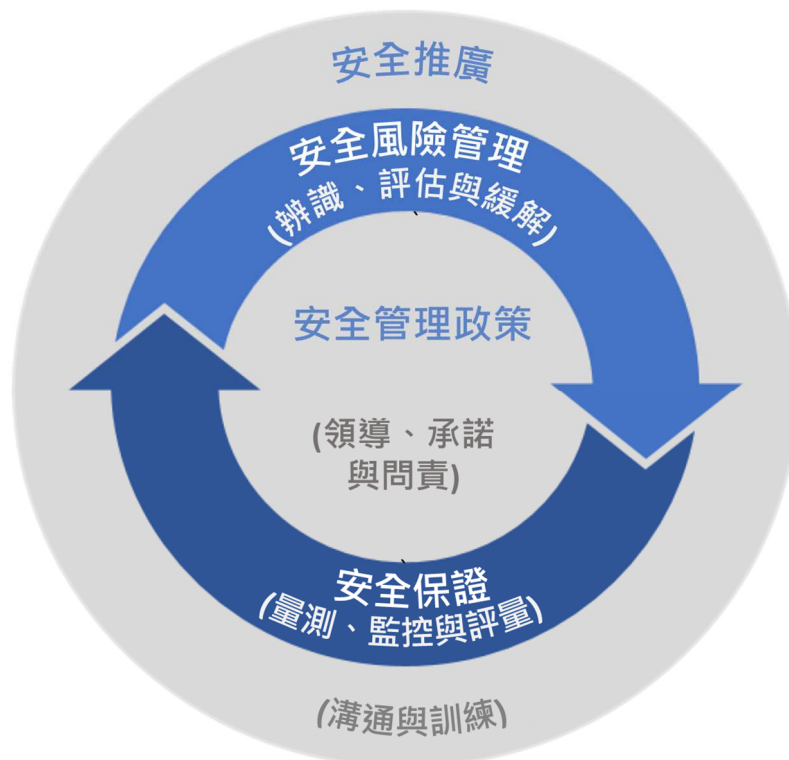 安全推廣
安全風險管理
(辨識、評估與緩解)
安全管理政策
(領導、承諾
與問責)
安全保證
(量測、監控與評量)
(溝通與訓練)